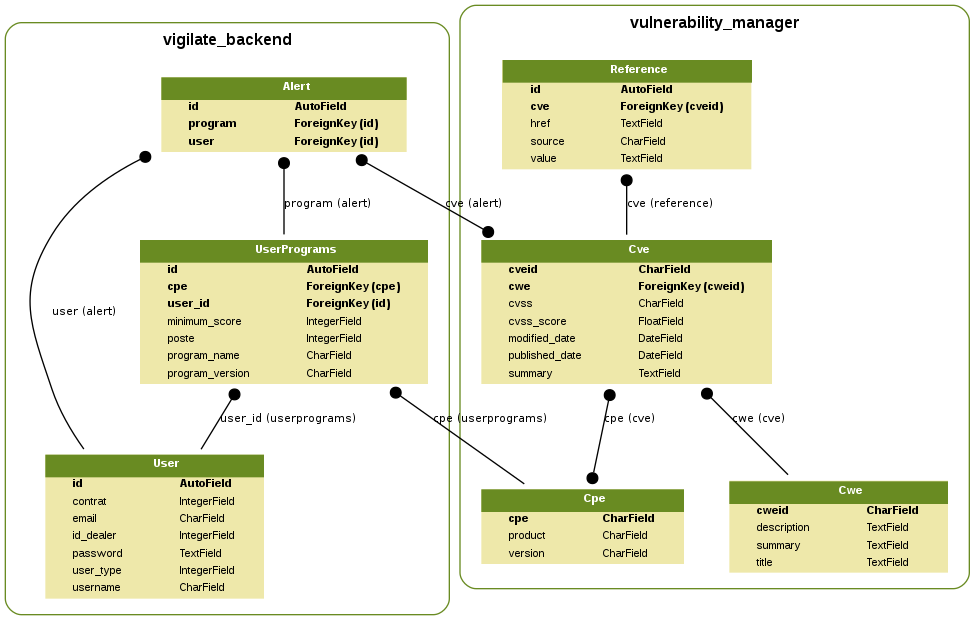 vigilate_backend
Alert
id AutoField
program ForeignKey (id)
user ForeignKey (id)
user (alert)
program (alert)
cve (alert)
UserPrograms
id AutoField
cpe ForeignKey (cpe)
user_id ForeignKey (id)
minimum_score IntegerField
poste IntegerField
program_name CharField
program_version CharField
user_id (userprograms)
cpe (userprograms)
User
id AutoField
contrat IntegerField
email CharField
id_dealer IntegerField
password TextField
user_type IntegerField
username CharField
vulnerability_manager
Reference
id AutoField
cve ForeignKey (cveid)
href TextField
source CharField
value TextField
cve (reference)
Cve
cveid CharField
cwe ForeignKey (cweid)
cvss CharField
cvss_score FloatField
modified_date DateField
published_date DateField
summary TextField
cpe (cve)
cwe (cve)
Cpe
cpe CharField
product CharField
version CharField
Cwe
cweid CharField
description TextField
summary TextField
title TextField